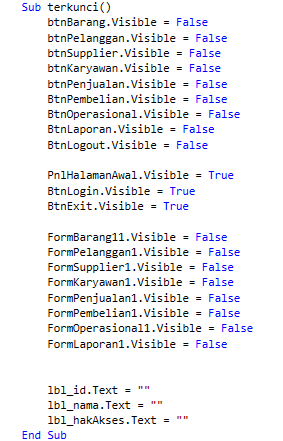 Sub terkunci()
btnBarang.Visible = False
btnPelanggan.Visible = False
btnSupplier.Visible = False
btnKaryawan.Visible = False
btnPenjualan.Visible = False
BtnPembelian.Visible = False
BtnOperasional.Visible = False
BtnLaporan.Visible = False
BtnLogout.Visible = False
PnlHalamanAwal.Visible = True
BtnLogin.Visible = True
BtnExit.Visible = True
FormBarang11.Visible = False
FormPelanggan1.Visible = False
FormSupplier1.Visible = False
FormKaryawan1.Visible = False
FormPenjualan1.Visible = False
FormPembelian1.Visible = False
FormOperasional1.Visible = False
FormLaporan1.Visible = False
lbl_id.Text = ""
lbl_nama.Text = ""
lbl_hakAkses.Text = ""
End Sub